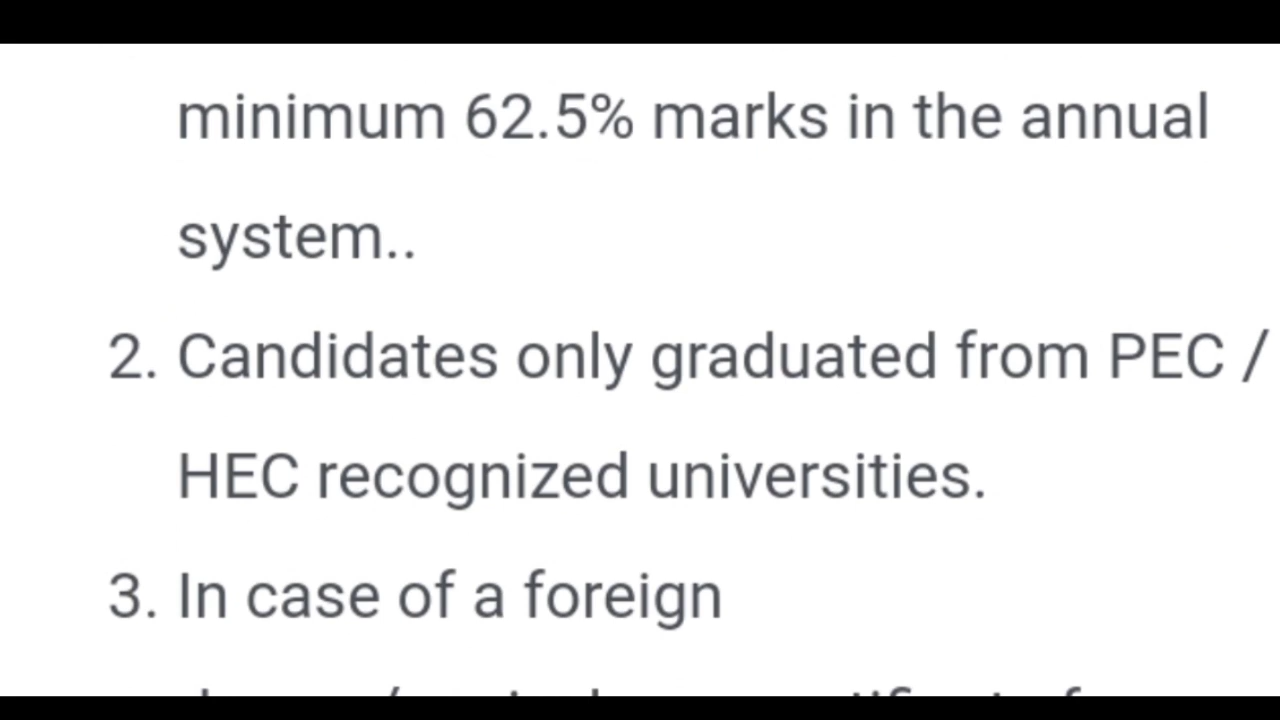 minimum 62.5% marks in the annual
system..
2. Candidates only graduated from PEC /
HEC recognized universities.
3. In case of a foreign